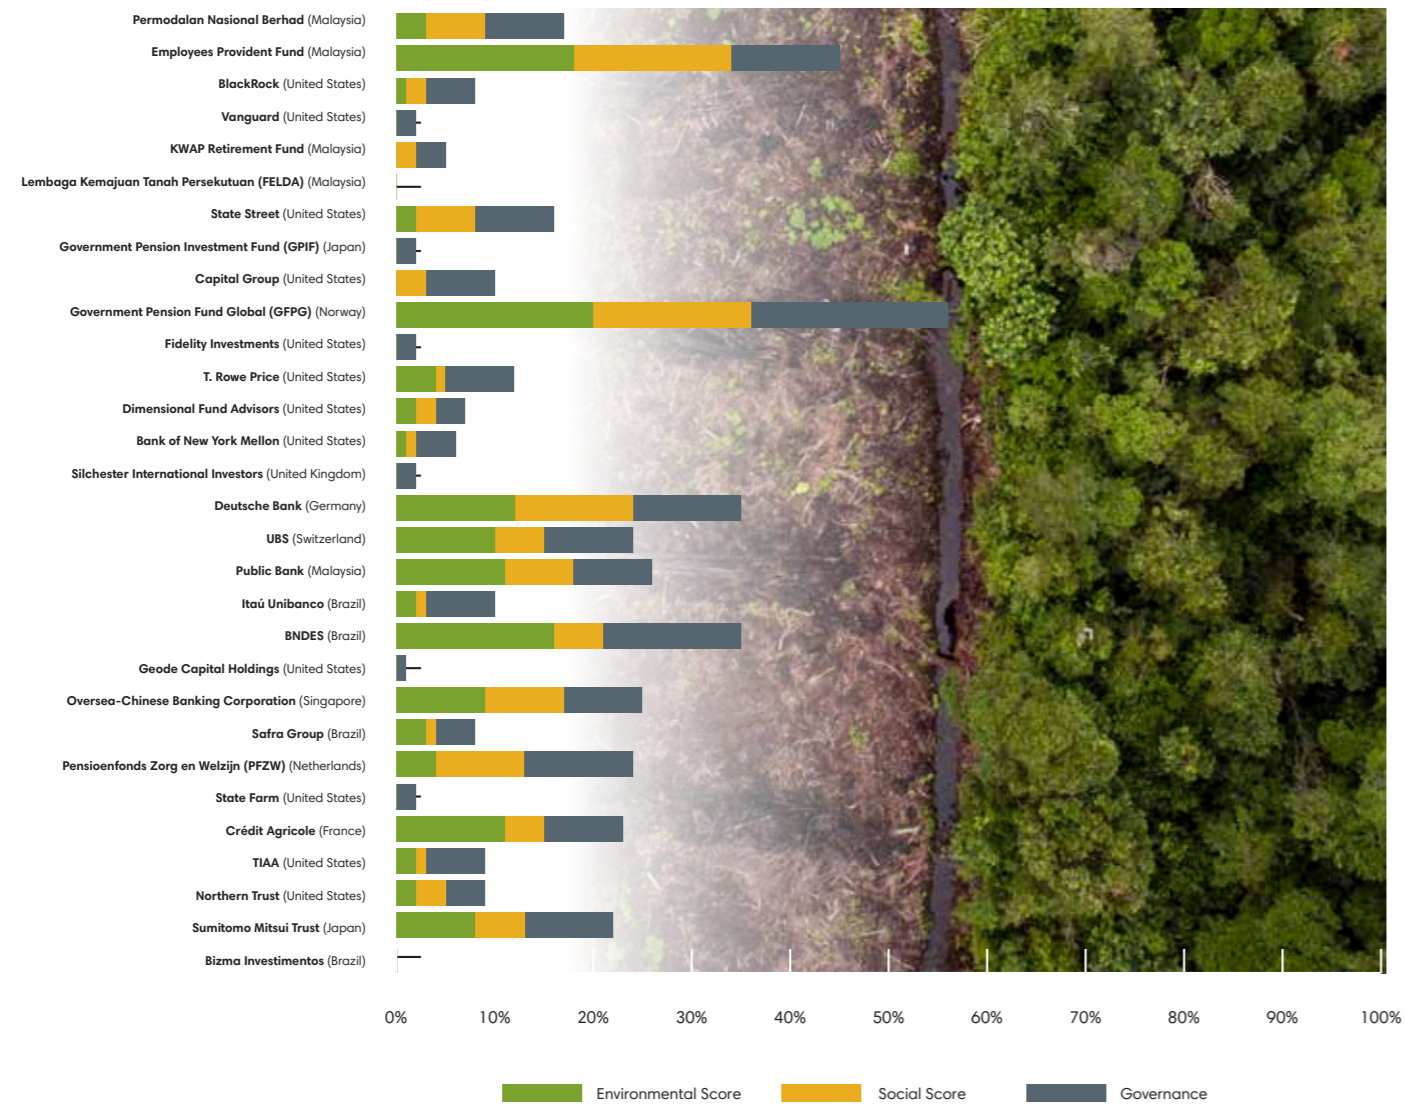 Permodalan Nasional Berhad (Malaysia)
Employees Provident Fund (Malaysia)
BlackRock (United States)
Vanguard (United States)
KWAP Retirement Fund (Malaysia)
Lembaga Kemajuan Tanah Persekutuan (FELDA) (Malaysia)
State Street (United States)
Government Pension Investment Fund (GPIF) (Japan)
Capital Group (United States)
Government Pension Fund Global (GFPG) (Norway)
Fidelity Investments (United States)
T. Rowe Price (United States)
Dimensional Fund Advisors (United States)
Bank of New York Mellon (United States)
Silchester International Investors (United Kingdom)
Deutsche Bank (Germany)
UBS (Switzerland)
Public Bank (Malaysia)
Itaú Unibanco (Brazil)
BNDES (Brazil)
Geode Capital Holdings (United States)
Oversea-Chinese Banking Corporation (Singapore)
Safra Group (Brazil)
Pensioenfonds Zorg en Welzijn (PFZW) (Netherlands)
State Farm (United States)
Crédit Agricole (France)
TIAA (United States)
Northern Trust (United States)
Sumitomo Mitsui Trust (Japan)
Bizma Investimentos (Brazil)
0% 10% 20% 30% 40% 50% 60% 70% 80% 90% 100%
Environmental Score Social Score Governance